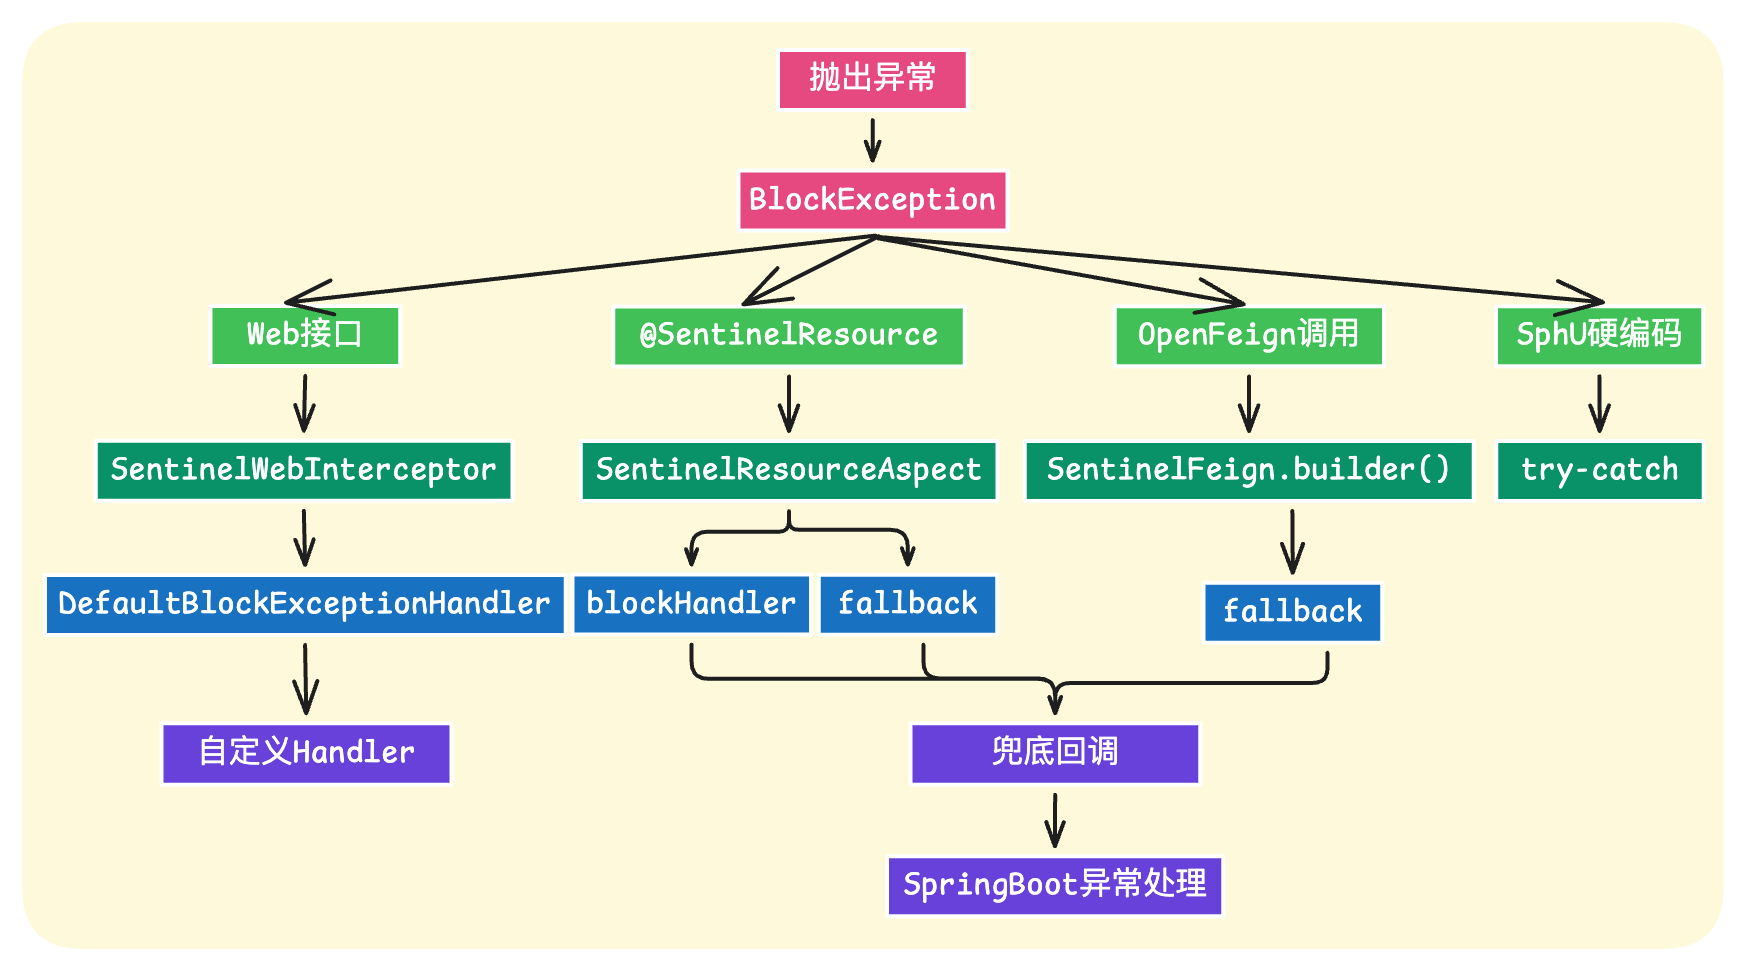 抛出异常
BlockException
Web接口
@SentinelResource
OpenFeign调用
SphU硬编码
SentinelWebInterceptor
SentinelResourceAspect
SentinelFeign.builder()
try-catch
DefaultBlockExceptionHandler
blockHandler
fallback
fallback
自定义Handler
兜底回调
SpringBoot异常处理